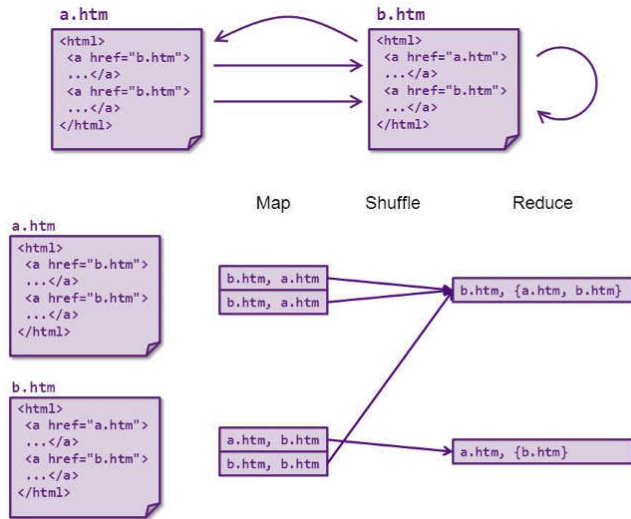 a.htm
<html>
<a href="b.htm">
...</a>
<a href="b.htm">
...</a>
</html>
b.htm
<html>
<a href="a.htm">
...</a>
<a href="b.htm">
...</a>
</html>
Map Shuffle Reduce
a.htm
<html>
<a href="b.htm">
...</a>
<a href="b.htm">
...</a>
</html>
b.htm, a.htm
b.htm, a.htm
b.htm, {a.htm, b.htm}
b.htm
<html>
<a href="a.htm">
...</a>
<a href="b.htm">
...</a>
</html>
a.htm, b.htm
b.htm, b.htm
a.htm, {b.htm}